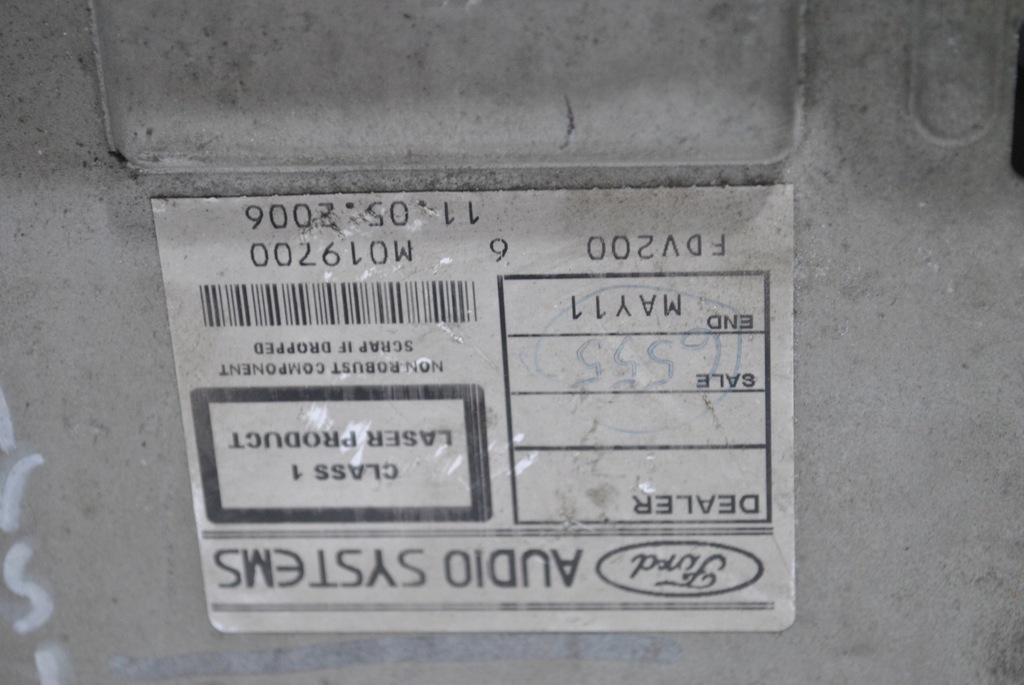 Ford AUDIO SYSTEMS
DEALER
SALE
6555
END MAY11
CLASS 1
LASER PRODUCT
NON-ROBUST COMPONENT
SCRAP IF DROPPED
FDV200 6 M019700
11.05.2006